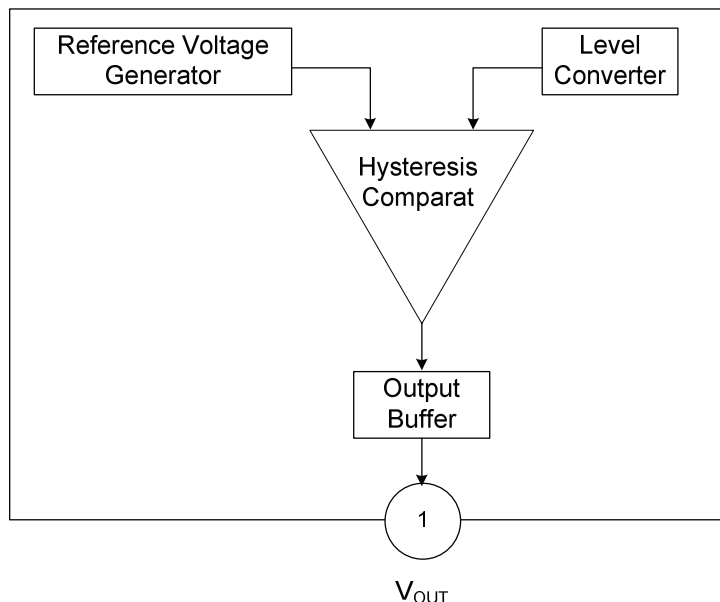 Reference Voltage
Generator
Level
Converter
Hysteresis
Comparat
Output
Buffer
1
VOUT